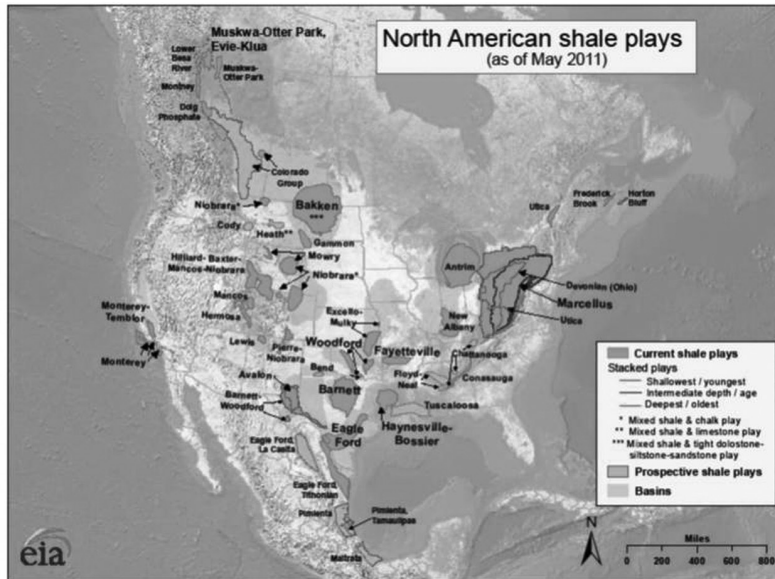 North American shale plays
(as of May 2011)
Muskwa-Otter Park,
Evie-Klua
Lower
Besa
River
Muskwa-
Otter Park
Montney
Doig
Phosphate
Colorado
Group
Niobrara*
Bakken
***
Cody
Heath**
Gammon
Mowry
Hilliard- Baxter-
Mancos-Niobrara
Niobrara*
Mancos
Hermosa
Monterey-
Temblor
Monterey
Lewis
Pierre-
Niobrara
Excello-
Mulky
Woodford
Bend
Fayetteville
Avalon
Barnett
Barnett-
Woodford
Floyd-
Neal
Chattanooga
Conasauga
Tuscaloosa
Haynesville-
Bossier
Eagle
Ford
Eagle Ford,
La Casita
Eagle Ford,
Tithonian
Pimienta
Pimienta,
Tamaulipas
Maltrata
Antrim
New
Albany
Devonian (Ohio)
Marcellus
Utica
Utica
Frederick
Brook
Horton
Bluff
Current shale plays
Stacked plays
Shallowest / youngest
Intermediate depth / age
Deepest / oldest
* Mixed shale & chalk play
** Mixed shale & limestone play
*** Mixed shale & tight dolostone-
siltstone-sandstone
play
Prospective shale plays
Basins
N
Miles
0 200 400 600 800
eia